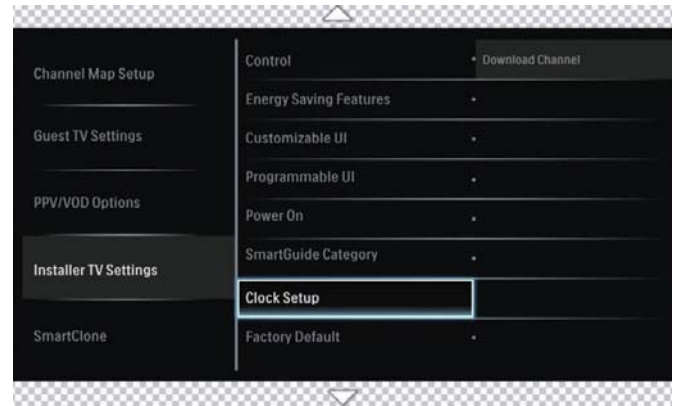 Channel Map Setup
Guest TV Settings
PPV/VOD Options
Installer TV Settings
SmartClone
Control
Energy Saving Features
Customizable UI
Programmable UI
Power On
SmartGuide Category
Clock Setup
Factory Default
• Download Channel